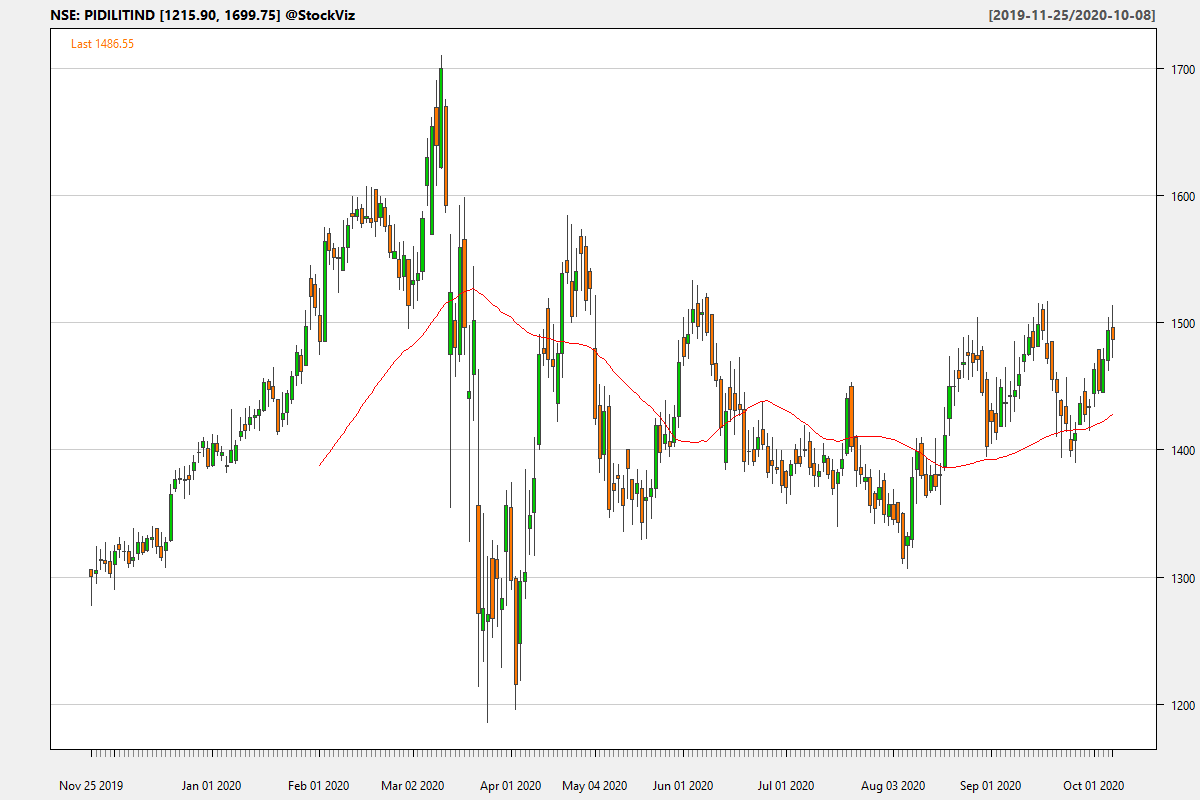 NSE: PIDILITIND [1215.90, 1699.75] @StockViz
[2019-11-25/2020-10-08]
Last 1486.55
1700
1600
1500
1400
1300
1200
Nov 25 2019 Jan 01 2020 Feb 01 2020 Mar 02 2020 Apr 01 2020 May 04 2020 Jun 01 2020 Jul 01 2020 Aug 03 2020 Sep 01 2020 Oct 01 2020